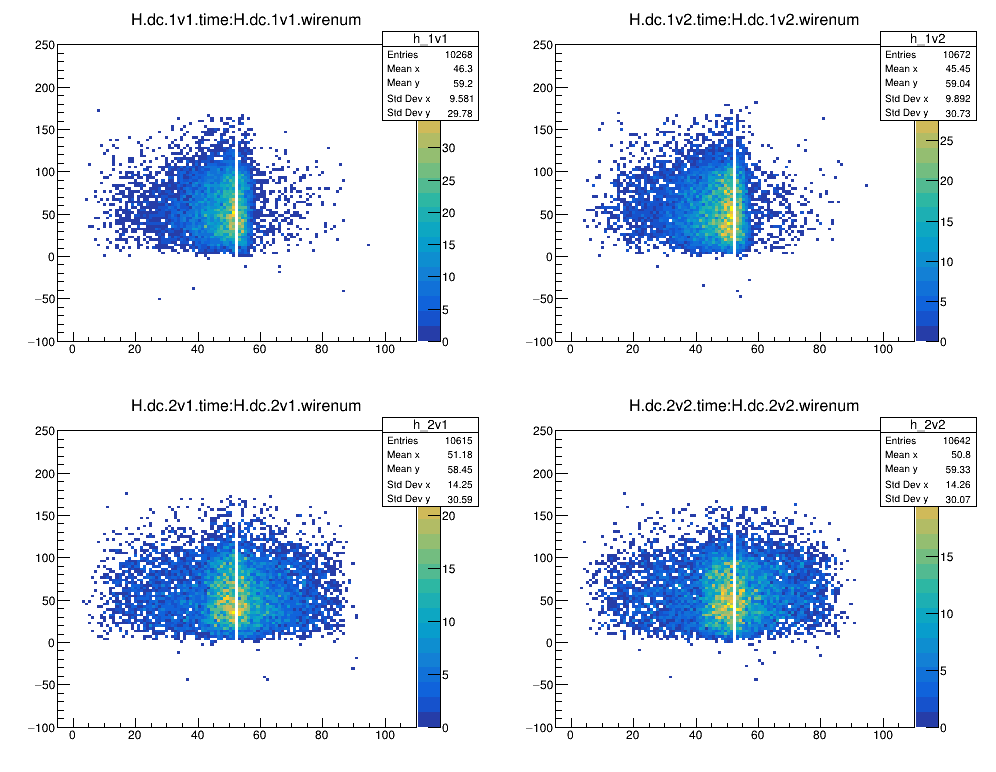 H.dc.1v1.time:H.dc.1v1.wirenum
h_1v1
Entries 10268
Mean x 46.3
Mean y 59.2
Std Dev x 9.581
Std Dev y 29.78
250
200
150
100
50
0
−50
−100
0 20 40 60 80 100
30
25
20
15
10
5
0
H.dc.1v2.time:H.dc.1v2.wirenum
h_1v2
Entries 10672
Mean x 45.45
Mean y 59.04
Std Dev x 9.892
Std Dev y 30.73
250
200
150
100
50
0
−50
−100
0 20 40 60 80 100
25
20
15
10
5
0
H.dc.2v1.time:H.dc.2v1.wirenum
h_2v1
Entries 10615
Mean x 51.18
Mean y 58.45
Std Dev x 14.25
Std Dev y 30.59
250
200
150
100
50
0
−50
−100
0 20 40 60 80 100
20
15
10
5
0
H.dc.2v2.time:H.dc.2v2.wirenum
h_2v2
Entries 10642
Mean x 50.8
Mean y 59.33
Std Dev x 14.26
Std Dev y 30.07
250
200
150
100
50
0
−50
−100
0 20 40 60 80 100
15
10
5
0